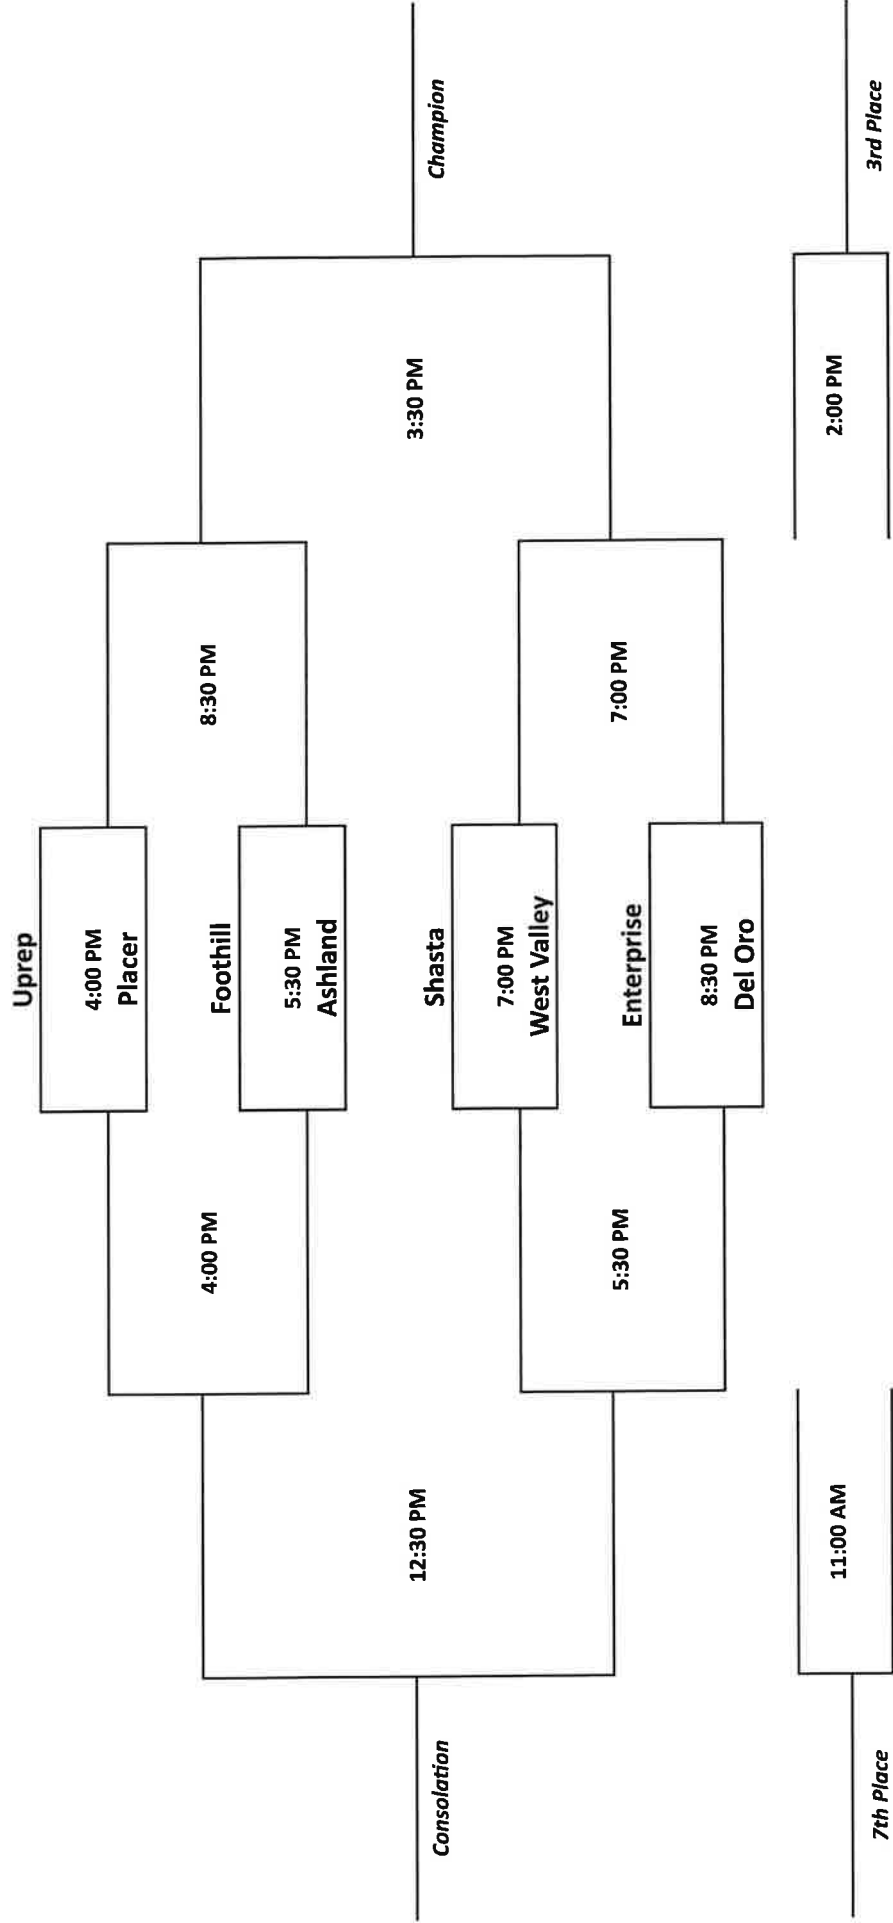 Uprep
4:00 PM
Placer
Foothill
5:30 PM
Ashland
Shasta
7:00 PM
West Valley
Enterprise
8:30 PM
Del Oro
4:00 PM
8:30 PM
5:30 PM
7:00 PM
12:30 PM
3:30 PM
Consolation
Champion
11:00 AM
2:00 PM
7th Place
3rd Place